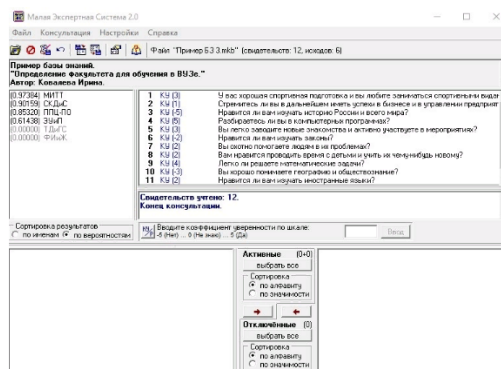 Малая Экспертная Система 2.0
Файл Консультация Настройки Справка
Файл "Пример БЗ 3.mkb" (свидетельств: 12, исходов: 6)
Пример базы знаний.
"Определение факультета для обучения в ВУЗе."
Автор: Ковалева Ирина.
[0.97384] МИТТ
[0.90159] СКДиС
[0.85320] ППЦ-ПО
[0.61438] ЭУиП
[0.00000] ТДиГС
[0.00000] ФИиЖ
1 КУ (3) У вас хорошая спортивная подготовка и вы любите заниматься спортивными видам
2 КУ (1) Стремитесь ли вы в дальнейшем иметь успехи в бизнесе и в управлении предприят
3 КУ (-5) Нравится ли вам изучать историю России и всего мира?
4 КУ (5) Разбираетесь ли вы в компьютерных программах?
5 КУ (3) Вы легко заводите новые знакомства и активно участвуете в мероприятиях?
6 КУ (-2) Нравится ли вам изучать законы?
7 КУ (2) Вы охотно помогаете людям в их проблемах?
8 КУ (2) Вам нравится проводить время с детьми и учить их чему-нибудь новому?
9 КУ (4) Легко ли решаете математические задачи?
10 КУ (-3) Вы хорошо понимаете географию и обществознание?
11 КУ (2) Нравится ли вам изучать иностранные языки?
Свидетельств учтено: 12.
Конец консультации.
Сортировка результатов
по именам по вероятностям
Введите коэффициент уверенности по шкале:
-5 (Нет) ... 0 (Не знаю) ... 5 (Да)
Ввод
Активные (0+0)
выбрать все
Сортировка
по алфавиту
по значимости
Отключённые (0)
выбрать все
Сортировка
по алфавиту
по значимости